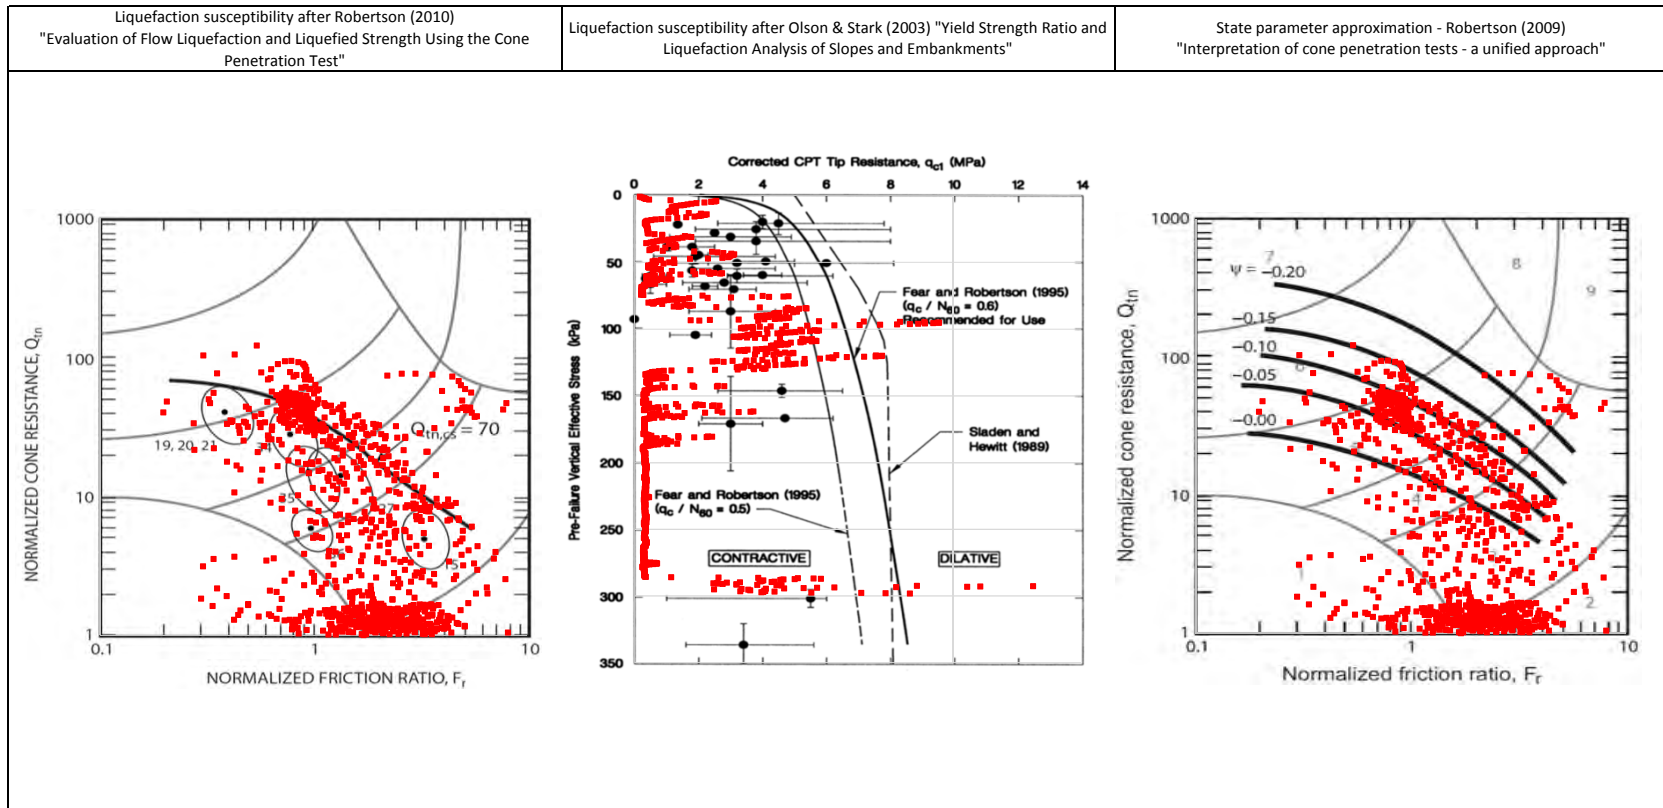 Liquefaction susceptibility after Robertson (2010)
"Evaluation of Flow Liquefaction and Liquefied Strength Using the Cone
Penetration Test"
Liquefaction susceptibility after Olson & Stark (2003) "Yield Strength Ratio and
Liquefaction Analysis of Slopes and Embankments"
State parameter approximation - Robertson (2009)
"Interpretation of cone penetration tests - a unified approach"
NORMALIZED CONE RESISTANCE, Qtn
1000
100
10
1
0.1
1
10
19, 20, 21
Qtn,cs = 70
NORMALIZED FRICTION RATIO, Fr
Corrected CPT Tip Resistance, qc1 (MPa)
0
2
4
6
8
10
12
14
Pre-Failure Vertical Effective Stress (kPa)
0
50
100
150
200
250
300
350
Fear and Robertson (1995)
(qc / N60 = 0.6)
Recommended for Use
Sladen and
Hewitt (1989)
Fear and Robertson (1995)
(qc / N60 = 0.5)
CONTRACTIVE
DILATIVE
Normalized cone resistance, Qtn
1000
100
10
1
0.1
1
10
7
8
9
ψ = −0.20
−0.15
−0.10
−0.05
−0.00
4
2
Normalized friction ratio, Fr